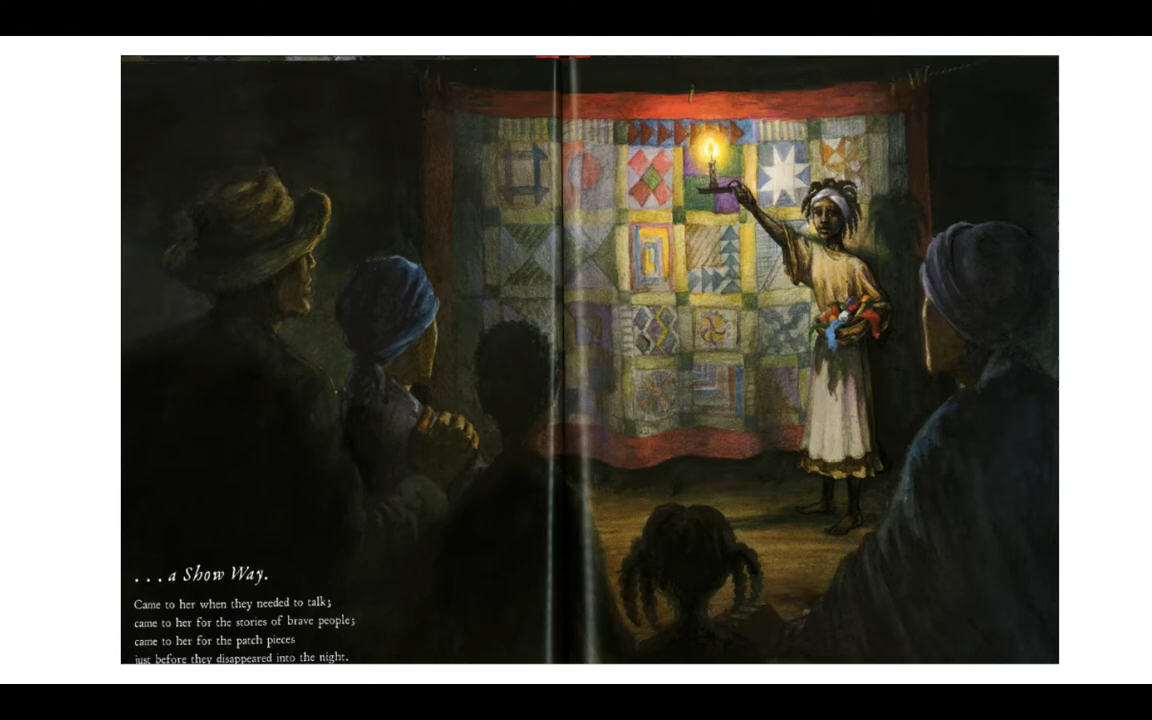 . . . a Show Way.
Came to her when they needed to talk;
came to her for the stories of brave people;
came to her for the patch pieces
just before they disappeared into the night.